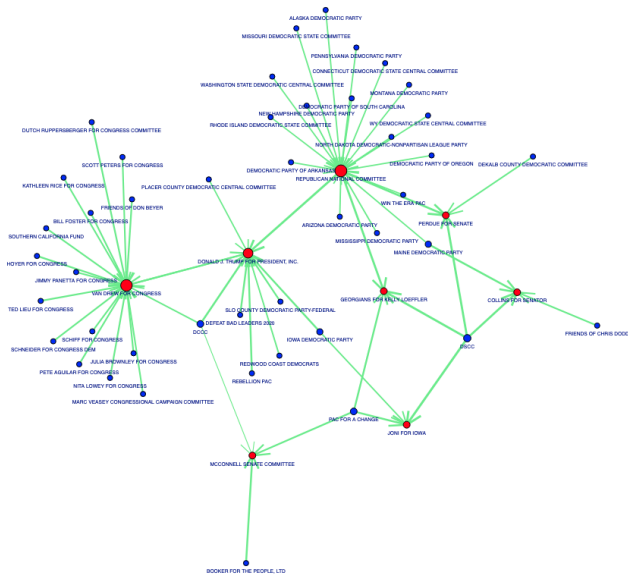 ALASKA DEMOCRATIC PARTY
MISSOURI DEMOCRATIC STATE COMMITTEE
PENNSYLVANIA DEMOCRATIC PARTY
CONNECTICUT DEMOCRATIC STATE CENTRAL COMMITTEE
WASHINGTON STATE DEMOCRATIC CENTRAL COMMITTEE
MONTANA DEMOCRATIC PARTY
DEMOCRATIC PARTY OF SOUTH CAROLINA
NEW HAMPSHIRE DEMOCRATIC PARTY
RHODE ISLAND DEMOCRATIC STATE COMMITTEE
WY DEMOCRATIC STATE CENTRAL COMMITTEE
DUTCH RUPPERSBERGER FOR CONGRESS COMMITTEE
NORTH DAKOTA DEMOCRATIC-NONPARTISAN LEAGUE PARTY
SCOTT PETERS FOR CONGRESS
DEMOCRATIC PARTY OF ARKANSAS
DEMOCRATIC PARTY OF OREGON
DEKALB COUNTY DEMOCRATIC COMMITTEE
REPUBLICAN NATIONAL COMMITTEE
KATHLEEN RICE FOR CONGRESS
PLACER COUNTY DEMOCRATIC CENTRAL COMMITTEE
WIN THE ERA PAC
FRIENDS OF DON BEYER
BILL FOSTER FOR CONGRESS
PERDUE FOR SENATE
ARIZONA DEMOCRATIC PARTY
SOUTHERN CALIFORNIA FUND
MISSISSIPPI DEMOCRATIC PARTY
MAINE DEMOCRATIC PARTY
HOYER FOR CONGRESS
DONALD J. TRUMP FOR PRESIDENT, INC.
JIMMY PANETTA FOR CONGRESS
VAN DREW FOR CONGRESS
GEORGIANS FOR KELLY LOEFFLER
COLLINS FOR SENATOR
TED LIEU FOR CONGRESS
SLO COUNTY DEMOCRATIC PARTY-FEDERAL
DEFEAT BAD LEADERS 2020
DCCC
FRIENDS OF CHRIS DODD
SCHIFF FOR CONGRESS
IOWA DEMOCRATIC PARTY
DSCC
SCHNEIDER FOR CONGRESS DEM
JULIA BROWNLEY FOR CONGRESS
REDWOOD COAST DEMOCRATS
PETE AGUILAR FOR CONGRESS
REBELLION PAC
NITA LOWEY FOR CONGRESS
MARC VEASEY CONGRESSIONAL CAMPAIGN COMMITTEE
PAC FOR A CHANGE
JONI FOR IOWA
MCCONNELL SENATE COMMITTEE
BOOKER FOR THE PEOPLE, LTD